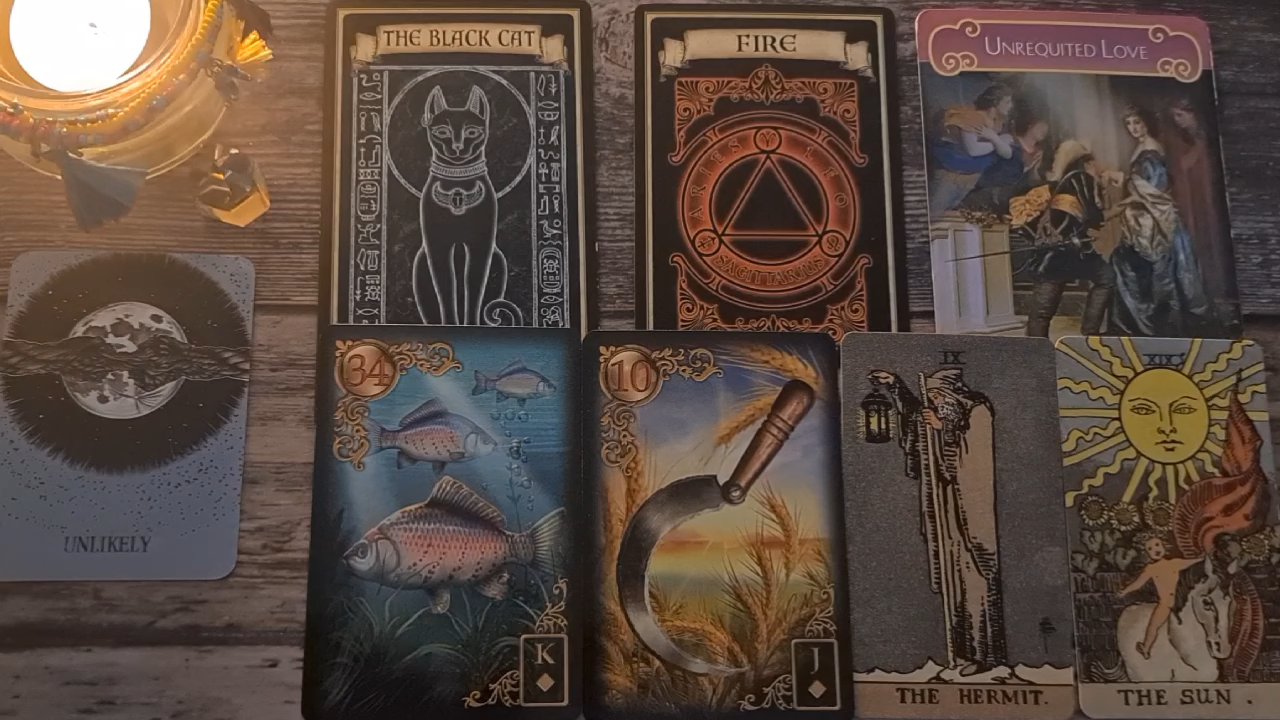 THE BLACK CAT
FIRE
ARIES
LEO
SAGITTARIUS
UNREQUITED LOVE
UNLIKELY
34
K
10
J
IX
THE HERMIT.
XIX
THE SUN .